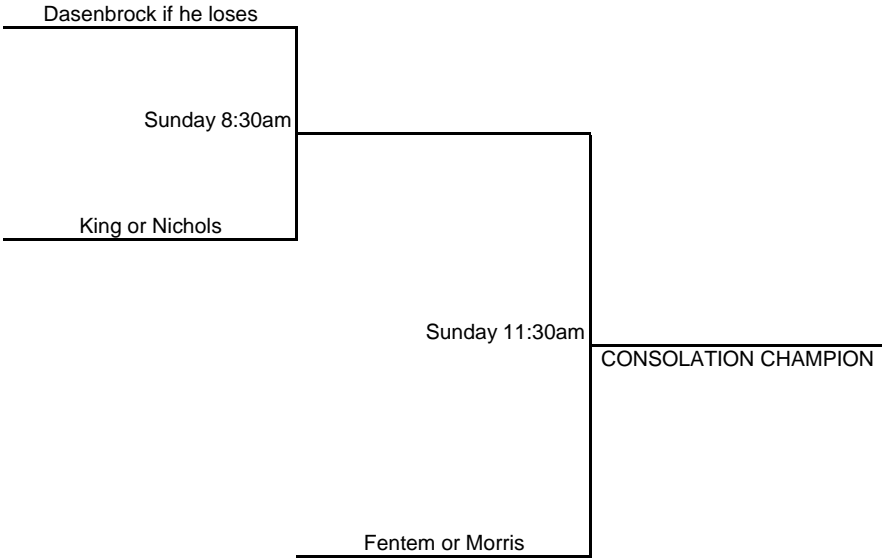 Dasenbrock if he loses
Sunday 8:30am
King or Nichols
Sunday 11:30am
CONSOLATION CHAMPION
Fentem or Morris